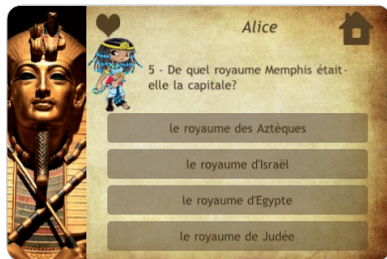 Alice
5 - De quel royaume Memphis était-
elle la capitale?
le royaume des Aztèques
le royaume d'Israël
le royaume d'Egypte
le royaume de Judée